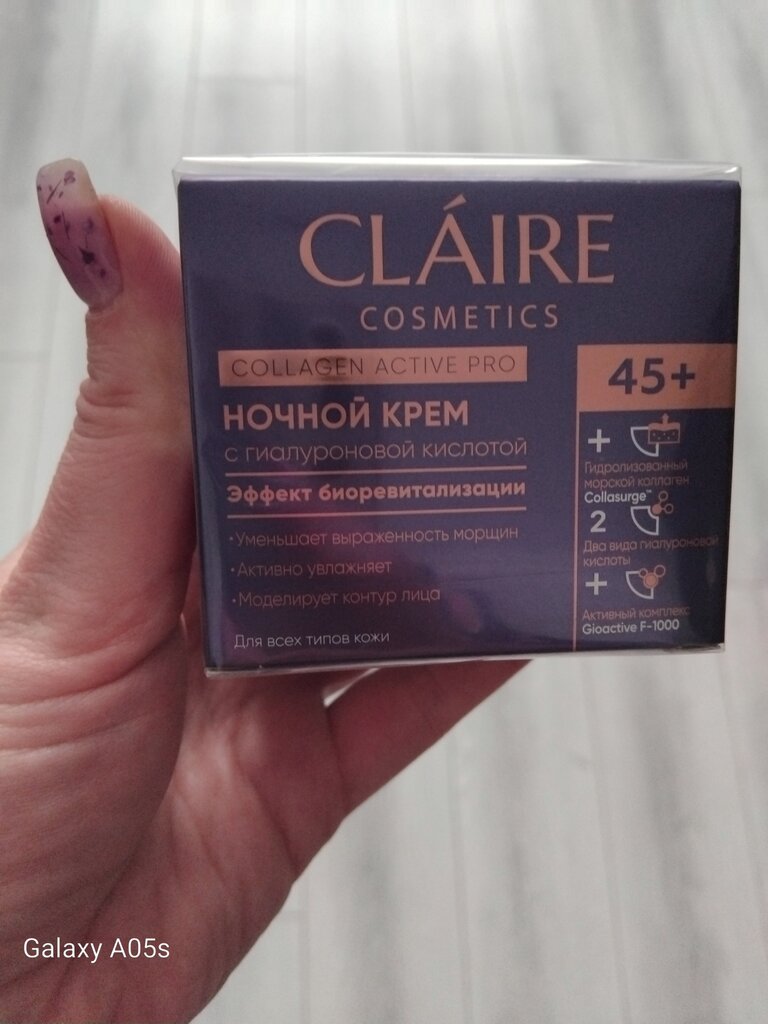 CLÁIRE
COSMETICS
COLLAGEN ACTIVE PRO
НОЧНОЙ КРЕМ
с гиалуроновой кислотой
Эффект биоревитализации
•Уменьшает выраженность морщин
•Активно увлажняет
•Моделирует контур лица
Для всех типов кожи
45+
+
Гидролизованный
морской коллаген
Collasurge™
2
Два вида гиалуроновой
кислоты
+
Активный комплекс
Gioactive F-1000
Galaxy A05s